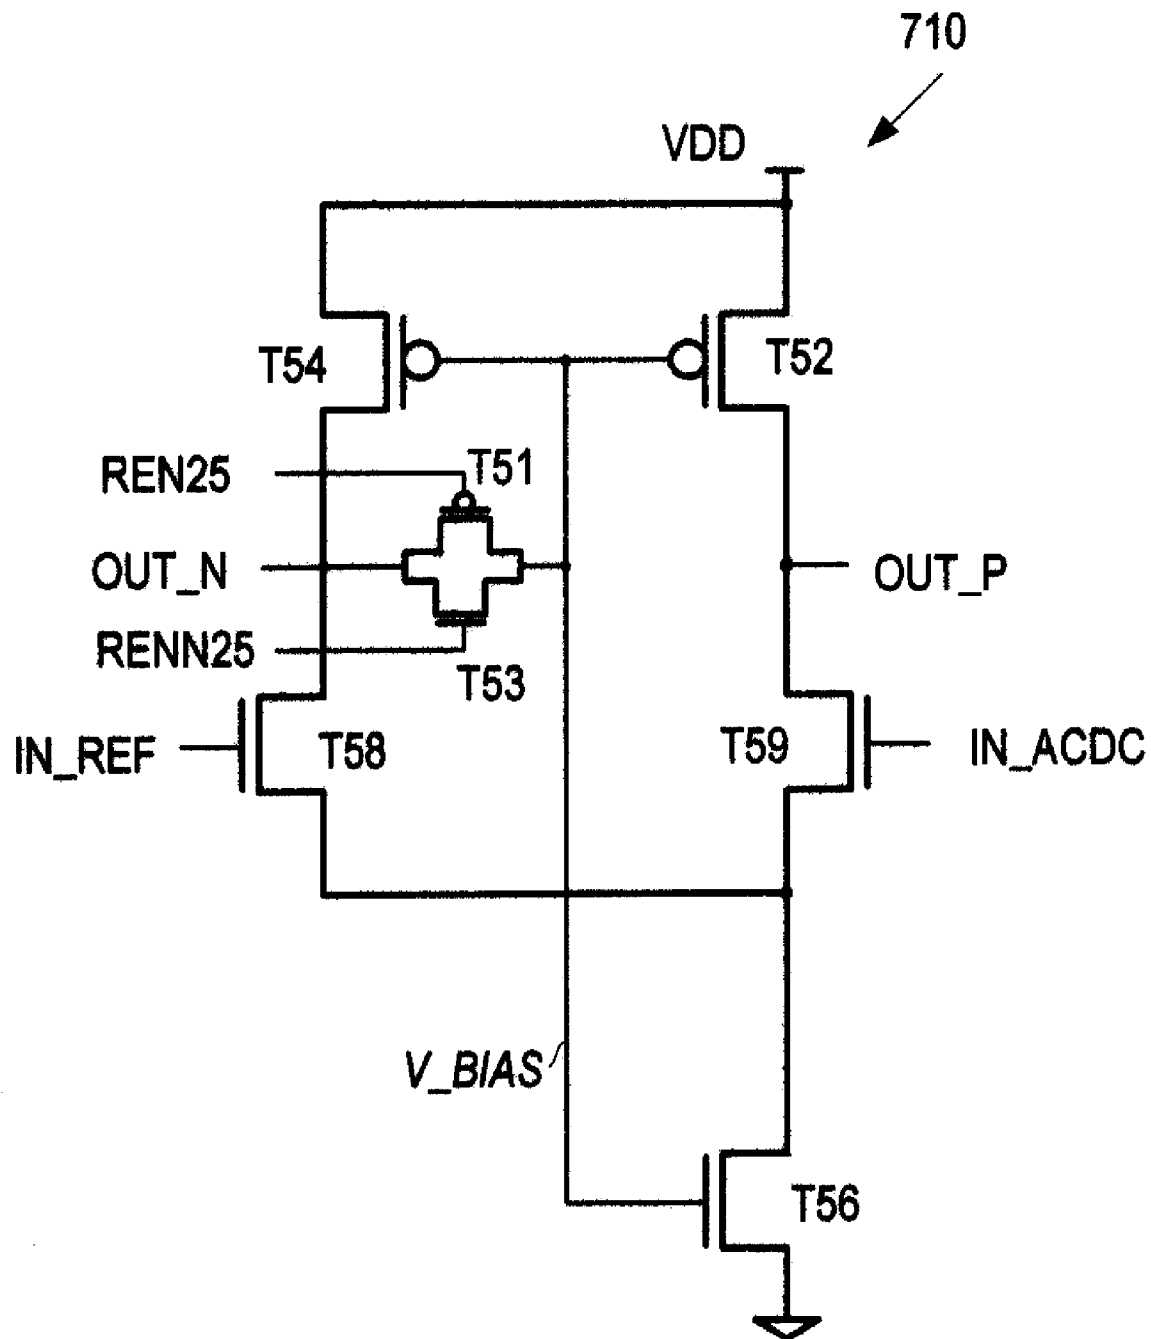 710
VDD
T54
T52
REN25
T51
OUT_N
OUT_P
RENN25
T53
IN_REF
T58
T59
IN_ACDC
V_BIAS
T56